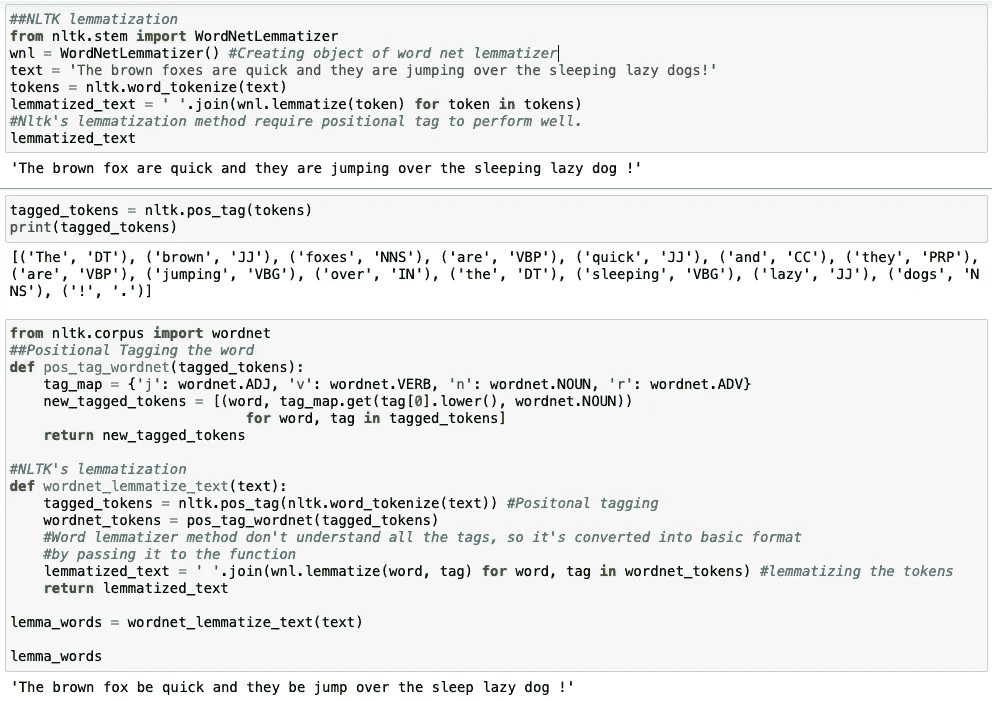 ##NLTK lemmatization
from nltk.stem import WordNetLemmatizer
wnl = WordNetLemmatizer() #Creating object of word net lemmatizer
text = 'The brown foxes are quick and they are jumping over the sleeping lazy dogs!'
tokens = nltk.word_tokenize(text)
lemmatized_text = ' '.join(wnl.lemmatize(token) for token in tokens)
#Nltk's lemmatization method require positional tag to perform well.
lemmatized_text
'The brown fox are quick and they are jumping over the sleeping lazy dog !'
tagged_tokens = nltk.pos_tag(tokens)
print(tagged_tokens)
[('The', 'DT'), ('brown', 'JJ'), ('foxes', 'NNS'), ('are', 'VBP'), ('quick', 'JJ'), ('and', 'CC'), ('they', 'PRP'),
('are', 'VBP'), ('jumping', 'VBG'), ('over', 'IN'), ('the', 'DT'), ('sleeping', 'VBG'), ('lazy', 'JJ'), ('dogs', 'N
NS'), ('!', '.')]
from nltk.corpus import wordnet
##Positional Tagging the word
def pos_tag_wordnet(tagged_tokens):
    tag_map = {'j': wordnet.ADJ, 'v': wordnet.VERB, 'n': wordnet.NOUN, 'r': wordnet.ADV}
    new_tagged_tokens = [(word, tag_map.get(tag[0].lower(), wordnet.NOUN))
                            for word, tag in tagged_tokens]
    return new_tagged_tokens
#NLTK's lemmatization
def wordnet_lemmatize_text(text):
    tagged_tokens = nltk.pos_tag(nltk.word_tokenize(text)) #Positonal tagging
    wordnet_tokens = pos_tag_wordnet(tagged_tokens)
    #Word lemmatizer method don't understand all the tags, so it's converted into basic format
    #by passing it to the function
    lemmatized_text = ' '.join(wnl.lemmatize(word, tag) for word, tag in wordnet_tokens) #lemmatizing the tokens
    return lemmatized_text
lemma_words = wordnet_lemmatize_text(text)
lemma_words
'The brown fox be quick and they be jump over the sleep lazy dog !'